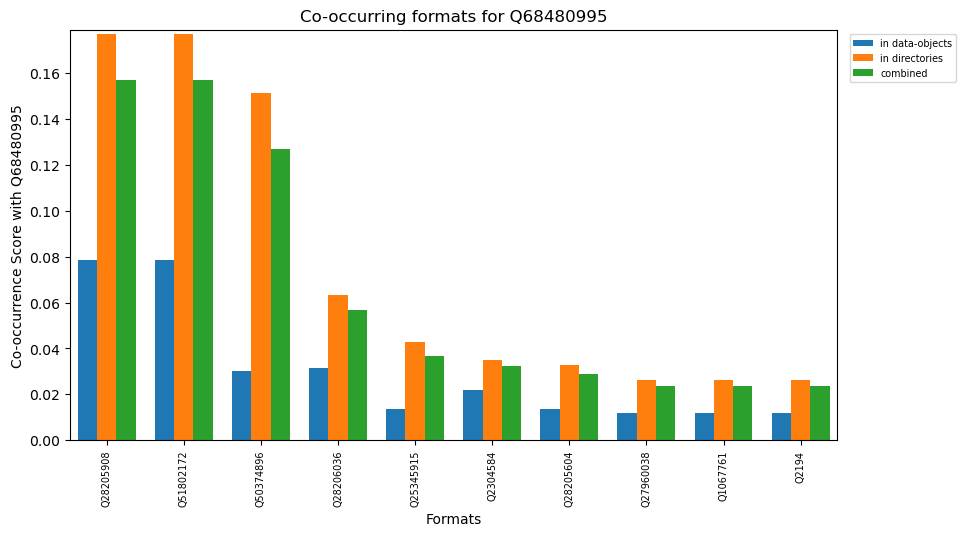 Co-occurring formats for Q68480995
in data-objects
in directories
combined
Co-occurrence Score with Q68480995
0.16
0.14
0.12
0.10
0.08
0.06
0.04
0.02
0.00
Q28205908
Q51802172
Q50374896
Q28206036
Q25345915
Q2304584
Q28205604
Q27960038
Q1067761
Q2194
Formats